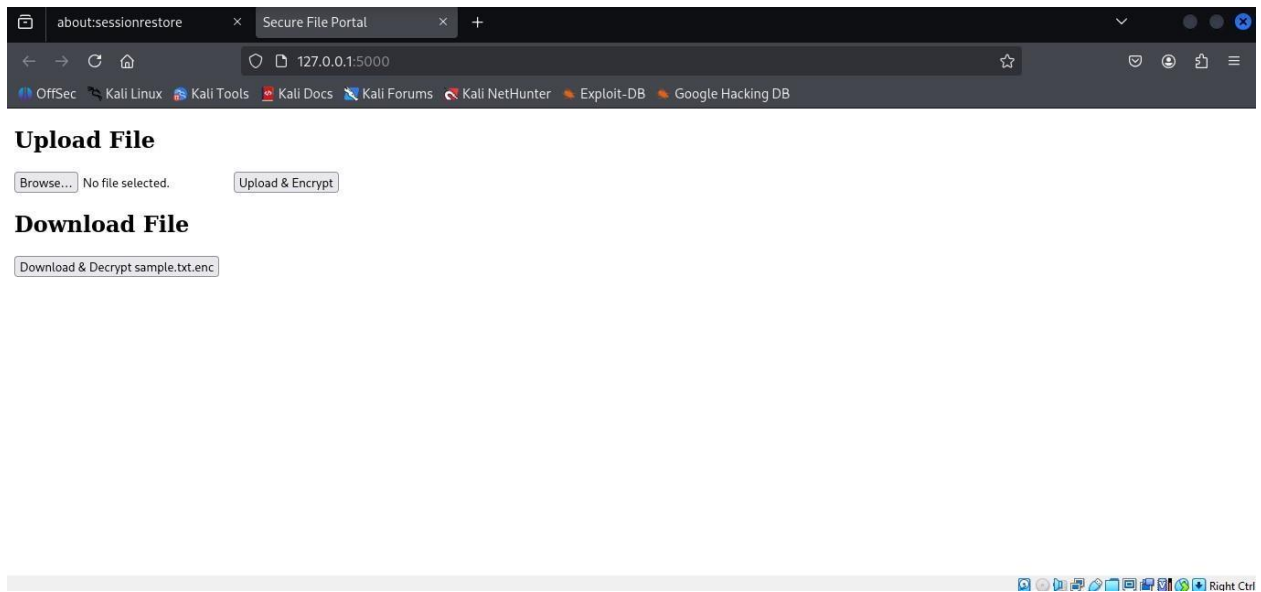 about:sessionrestore
Secure File Portal
127.0.0.1:5000
OffSec Kali Linux Kali Tools Kali Docs Kali Forums Kali NetHunter Exploit-DB Google Hacking DB
Upload File
Browse... No file selected. Upload & Encrypt
Download File
Download & Decrypt sample.txt.enc
Right Ctrl